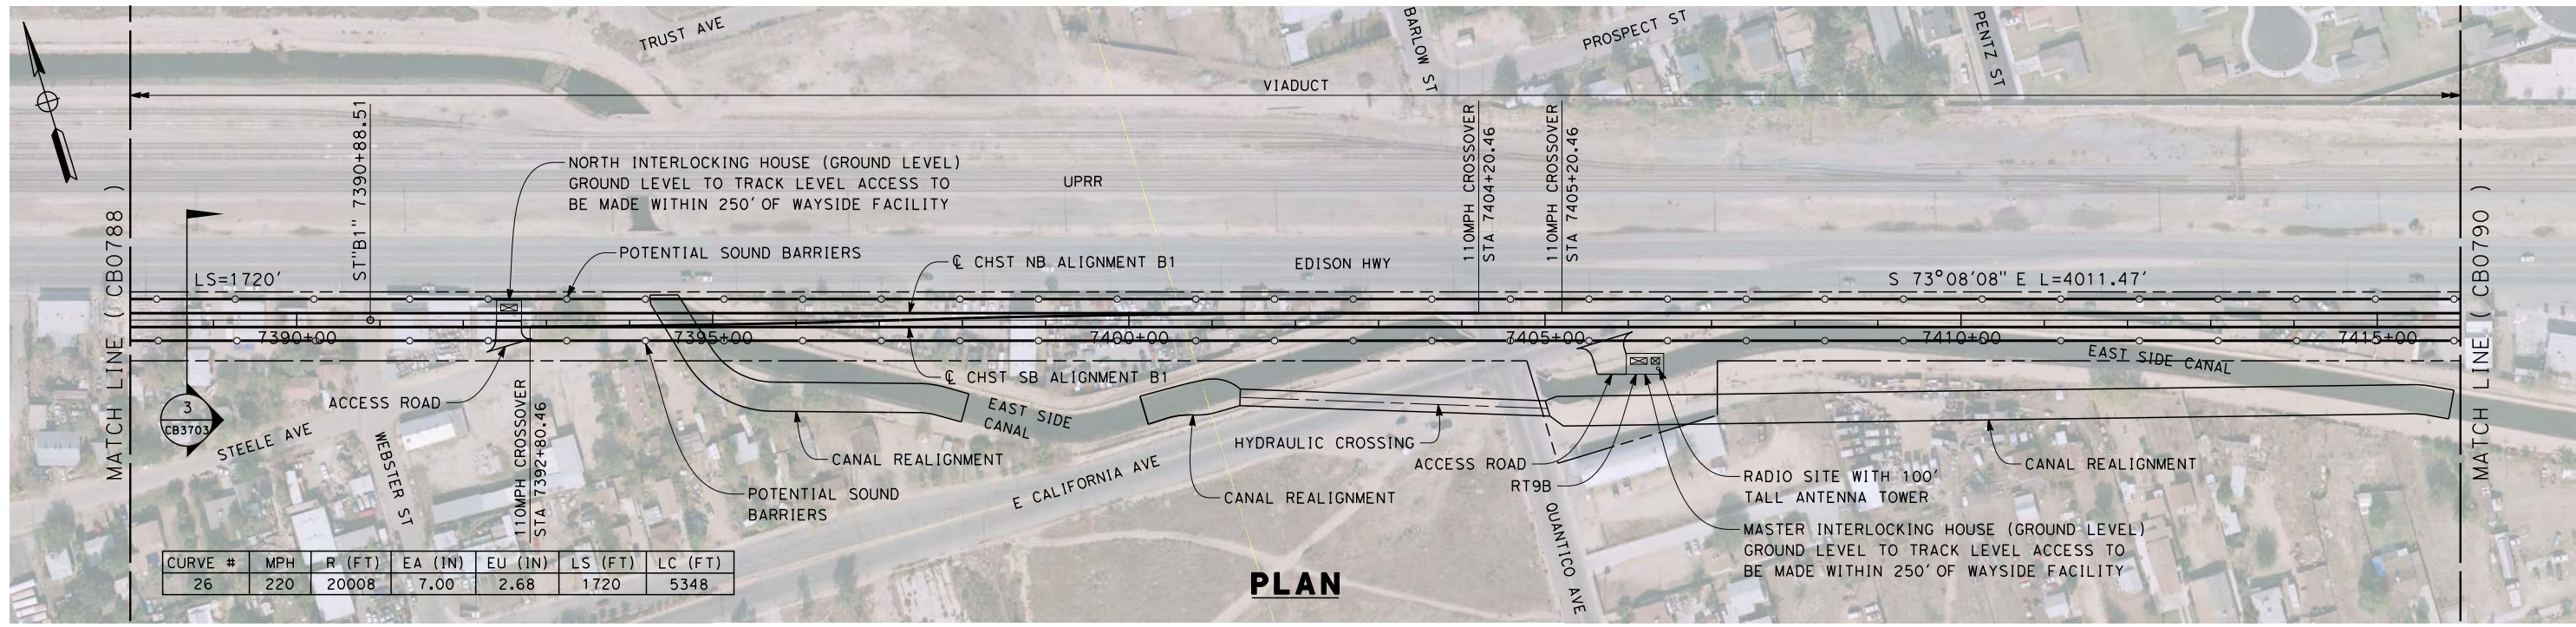 TRUST AVE
BARLOW ST
PROSPECT ST
PENTZ ST
VIADUCT
ST"B1" 7390+88.51
110MPH CROSSOVER
STA 7404+20.46
110MPH CROSSOVER
STA 7405+20.46
NORTH INTERLOCKING HOUSE (GROUND LEVEL)
GROUND LEVEL TO TRACK LEVEL ACCESS TO
BE MADE WITHIN 250' OF WAYSIDE FACILITY
UPRR
MATCH LINE ( CB0788 )
MATCH LINE ( CB0790 )
POTENTIAL SOUND BARRIERS
℄ CHST NB ALIGNMENT B1
EDISON HWY
LS=1720'
S 73°08'08" E L=4011.47'
7390+00
7395+00
7400+00
7405+00
7410+00
7415+00
EAST SIDE CANAL
℄ CHST SB ALIGNMENT B1
ACCESS ROAD
3
CB3703
STEELE AVE
WEBSTER ST
110MPH CROSSOVER
STA 7392+80.46
EAST SIDE
CANAL
CANAL REALIGNMENT
HYDRAULIC CROSSING
E CALIFORNIA AVE
POTENTIAL SOUND
BARRIERS
CANAL REALIGNMENT
ACCESS ROAD
RT9B
QUANTICO AVE
RADIO SITE WITH 100'
TALL ANTENNA TOWER
CANAL REALIGNMENT
MASTER INTERLOCKING HOUSE (GROUND LEVEL)
GROUND LEVEL TO TRACK LEVEL ACCESS TO
BE MADE WITHIN 250' OF WAYSIDE FACILITY
CURVE # MPH R (FT) EA (IN) EU (IN) LS (FT) LC (FT)
26 220 20008 7.00 2.68 1720 5348
PLAN